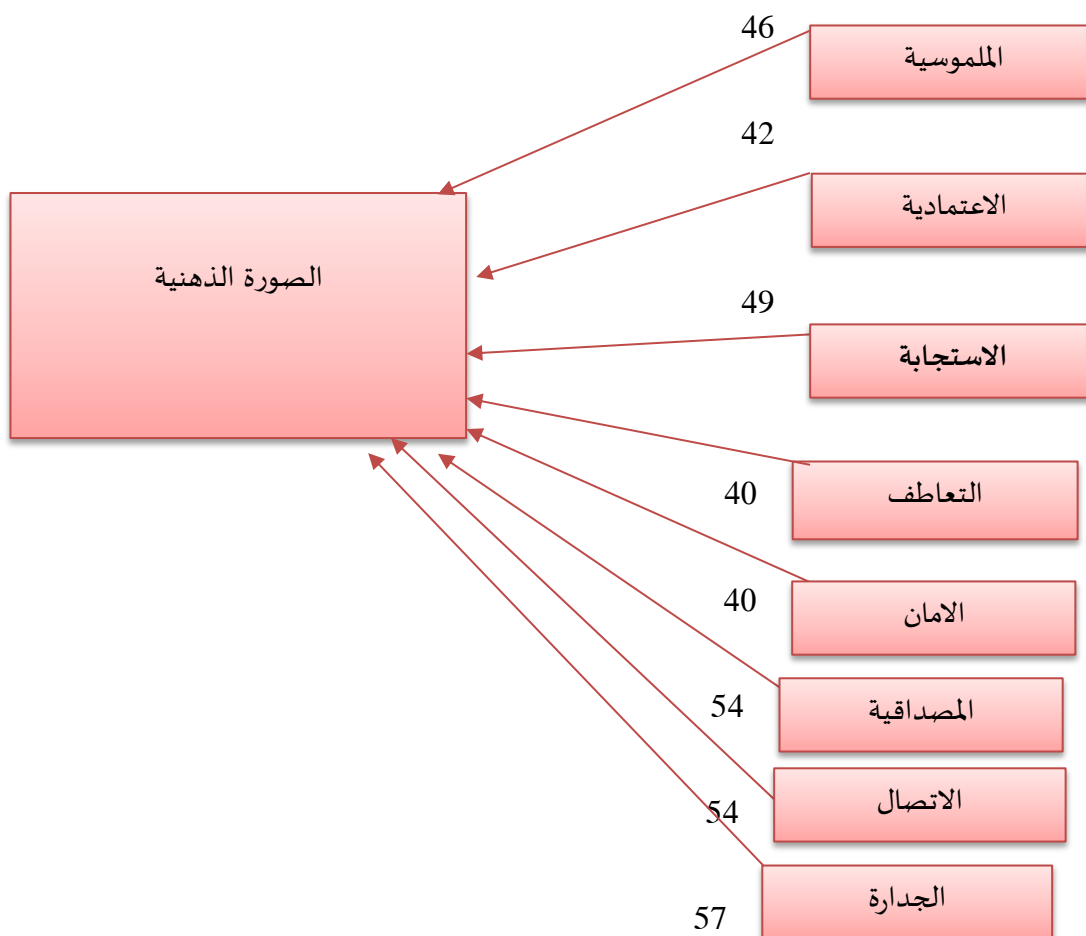 46
الملموسية
42
الاعتمادية
الصورة الذهنية
49
الاستجابة
التعاطف
40
الامان
40
المصداقية
54
الاتصال
54
الجدارة
57